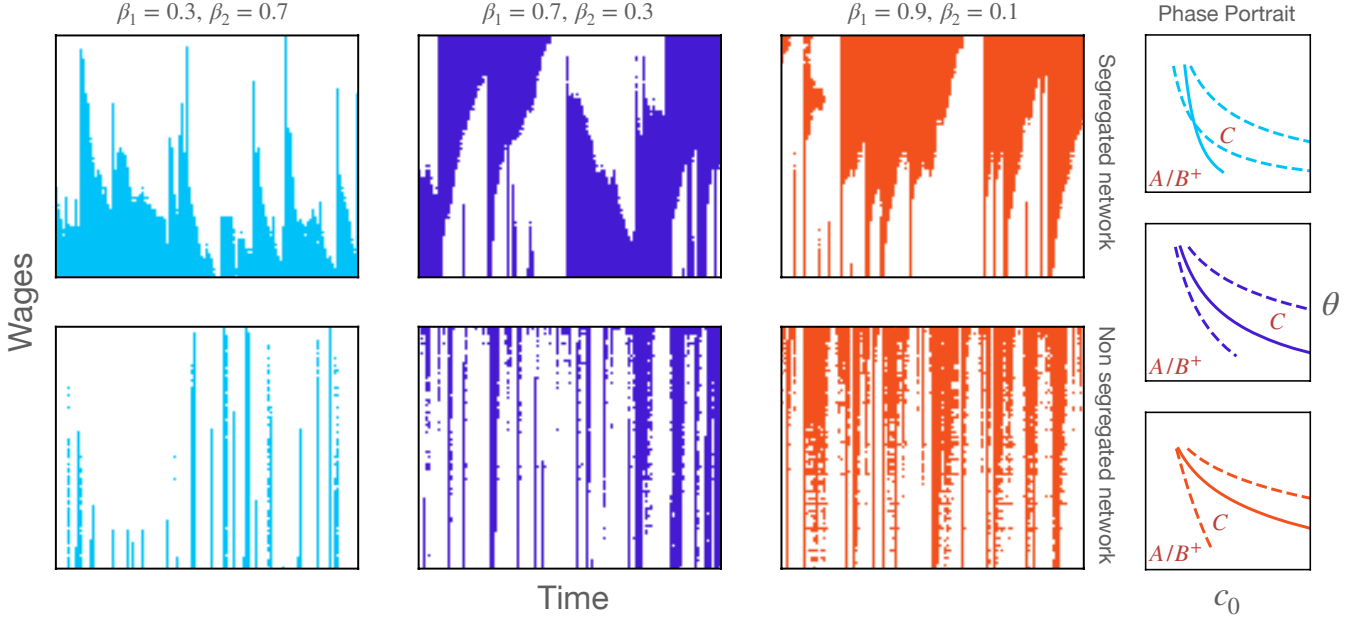 β₁ = 0.3, β₂ = 0.7
β₁ = 0.7, β₂ = 0.3
β₁ = 0.9, β₂ = 0.1
Phase Portrait
Segregated network
C
A/B⁺
Wages
C
θ
A/B⁺
Non segregated network
C
A/B⁺
Time
c₀